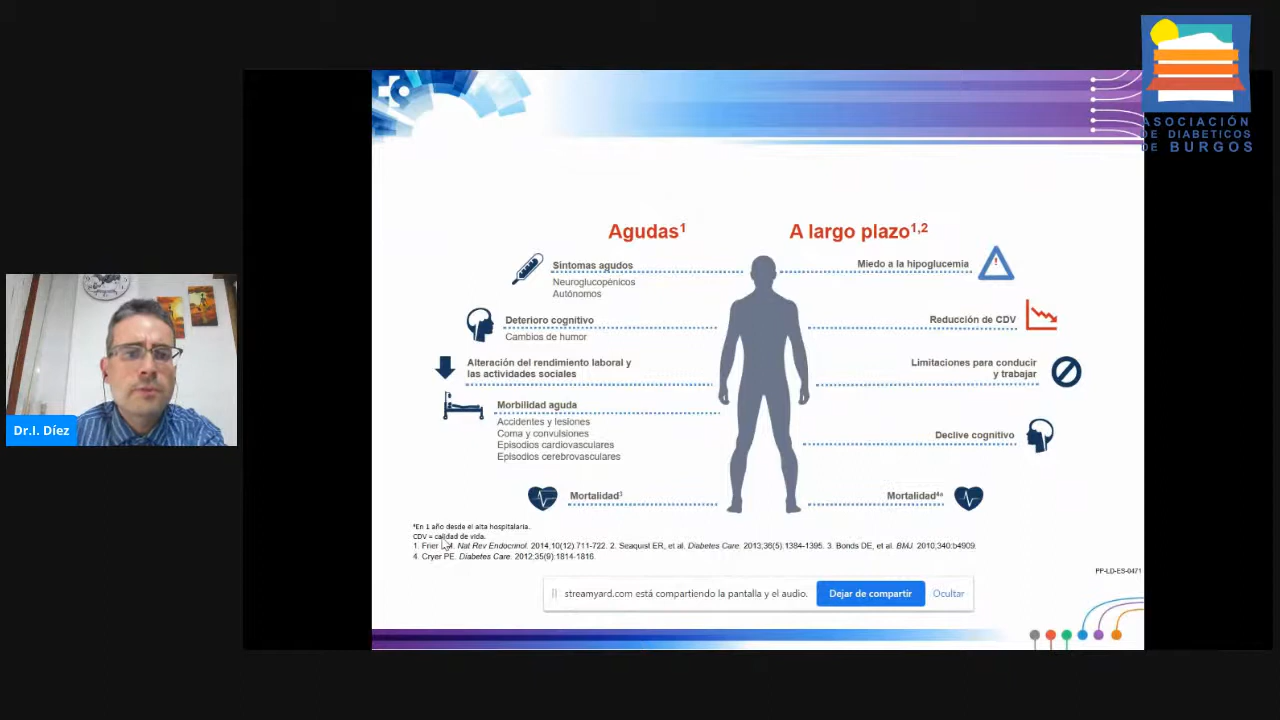 ASOCIACIÓN
DE DIABETICOS
DE BURGOS
Agudas1
A largo plazo1,2
Síntomas agudos
Neuroglucopénicos
Autónomos
Miedo a la hipoglucemia
Deterioro cognitivo
Cambios de humor
Reducción de CDV
Alteración del rendimiento laboral y
las actividades sociales
Limitaciones para conducir
y trabajar
Morbilidad aguda
Accidentes y lesiones
Coma y convulsiones
Episodios cardiovasculares
Episodios cerebrovasculares
Declive cognitivo
Mortalidad3
Mortalidad4a
Dr.I. Díez
aEn 1 año desde el alta hospitalaria.
CDV = calidad de vida.
1. Frier BM. Nat Rev Endocrinol. 2014;10(12):711-722. 2. Seaquist ER, et al. Diabetes Care. 2013;36(5):1384-1395. 3. Bonds DE, et al. BMJ. 2010;340:b4909.
4. Cryer PE. Diabetes Care. 2012;35(9):1814-1816.
PP-LD-ES-0471
streamyard.com está compartiendo la pantalla y el audio.
Dejar de compartir
Ocultar